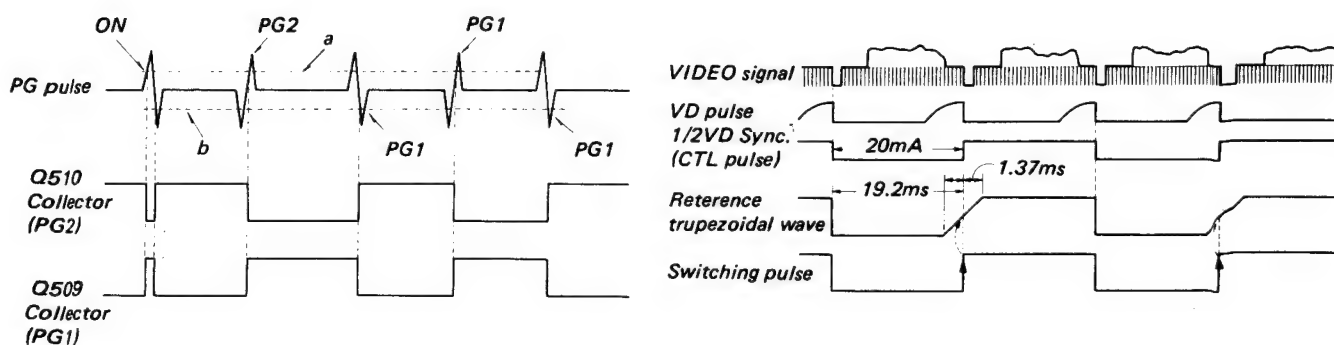 ON
PG2
a
PG1
PG pulse
b
PG1
PG1
Q510
Collector
(PG2)
Q509
Collector
(PG1)
VIDEO signal
VD pulse
1/2VD Sync.
(CTL pulse)
20mA
1.37ms
19.2ms
Reterence
trupezoidal wave
Switching pulse